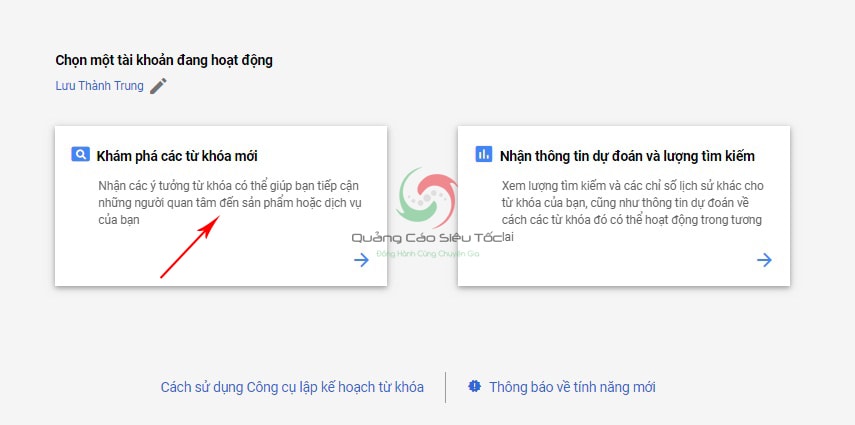 Chọn một tài khoản đang hoạt động
Lưu Thành Trung
Khám phá các từ khóa mới
Nhận các ý tưởng từ khóa có thể giúp bạn tiếp cận
những người quan tâm đến sản phẩm hoặc dịch vụ
của bạn
Nhận thông tin dự đoán và lượng tìm kiếm
Xem lượng tìm kiếm và các chỉ số lịch sử khác cho
từ khóa của bạn, cũng như thông tin dự đoán về
cách các từ khóa đó có thể hoạt động trong tương
lai
Quảng Cáo Siêu Tốc
Đồng Hành Cùng Chuyên Gia
Cách sử dụng Công cụ lập kế hoạch từ khóa
Thông báo về tính năng mới